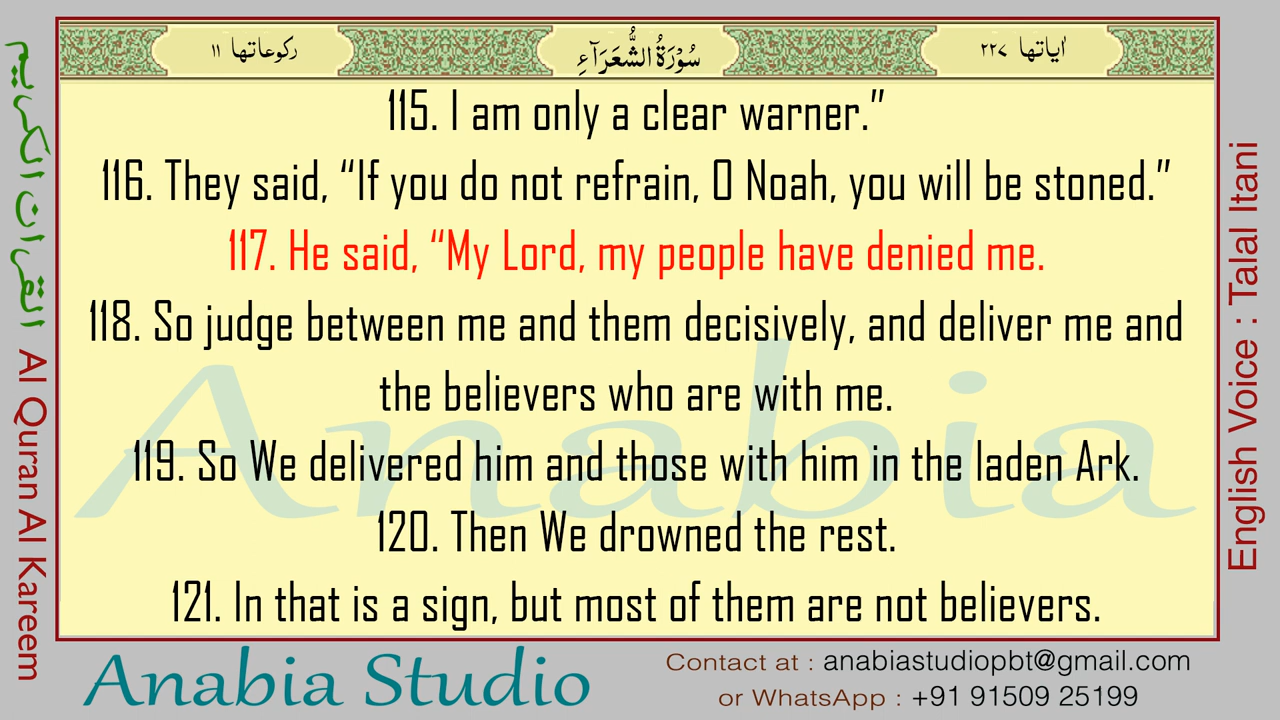 رکوعاتها ۱۱
سُوْرَةُ الشُّعَرَآءِ
اٰیاتها ۲۲۷
115. I am only a clear warner.”
116. They said, “If you do not refrain, O Noah, you will be stoned.”
117. He said, “My Lord, my people have denied me.
118. So judge between me and them decisively, and deliver me and
the believers who are with me.
119. So We delivered him and those with him in the laden Ark.
120. Then We drowned the rest.
121. In that is a sign, but most of them are not believers.
Anabia
القران الكريم
Al Quran Al Kareem
English Voice : Talal Itani
Anabia Studio
Contact at : anabiastudiopbt@gmail.com
or WhatsApp : +91 91509 25199